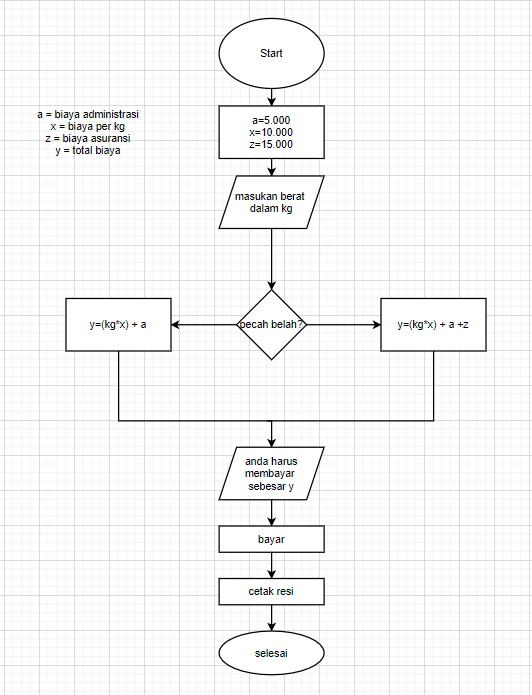 Start
a = biaya administrasi
x = biaya per kg
z = biaya asuransi
y = total biaya
a=5.000
x=10.000
z=15.000
masukan berat
dalam kg
y=(kg*x) + a
pecah belah?
y=(kg*x) + a +z
anda harus
membayar
sebesar y
bayar
cetak resi
selesai